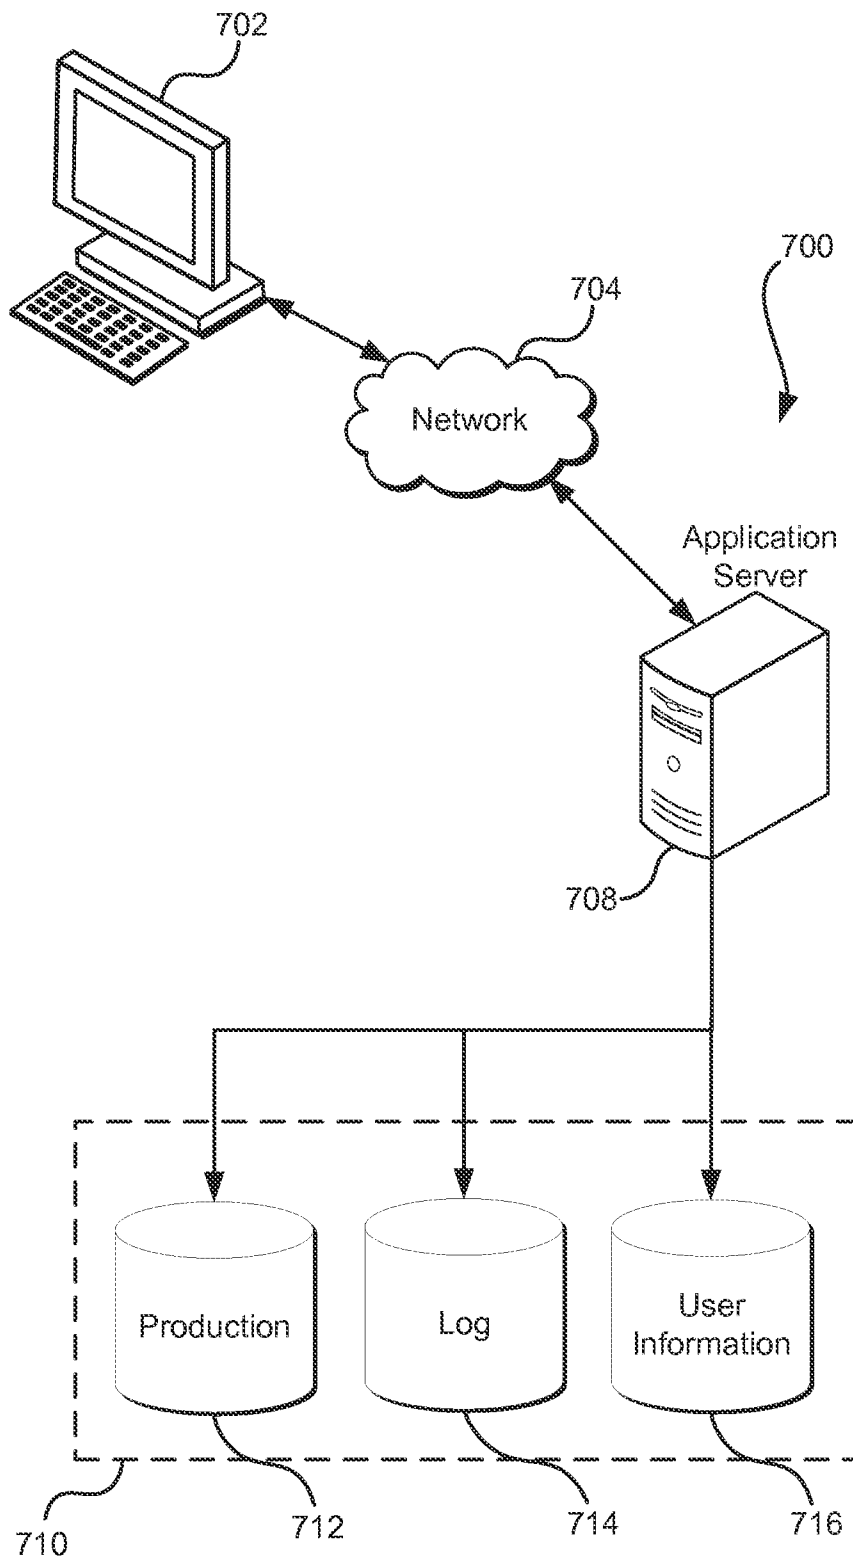 702
700
704
Network
Application
Server
708
Production
Log
User
Information
710
712
714
716